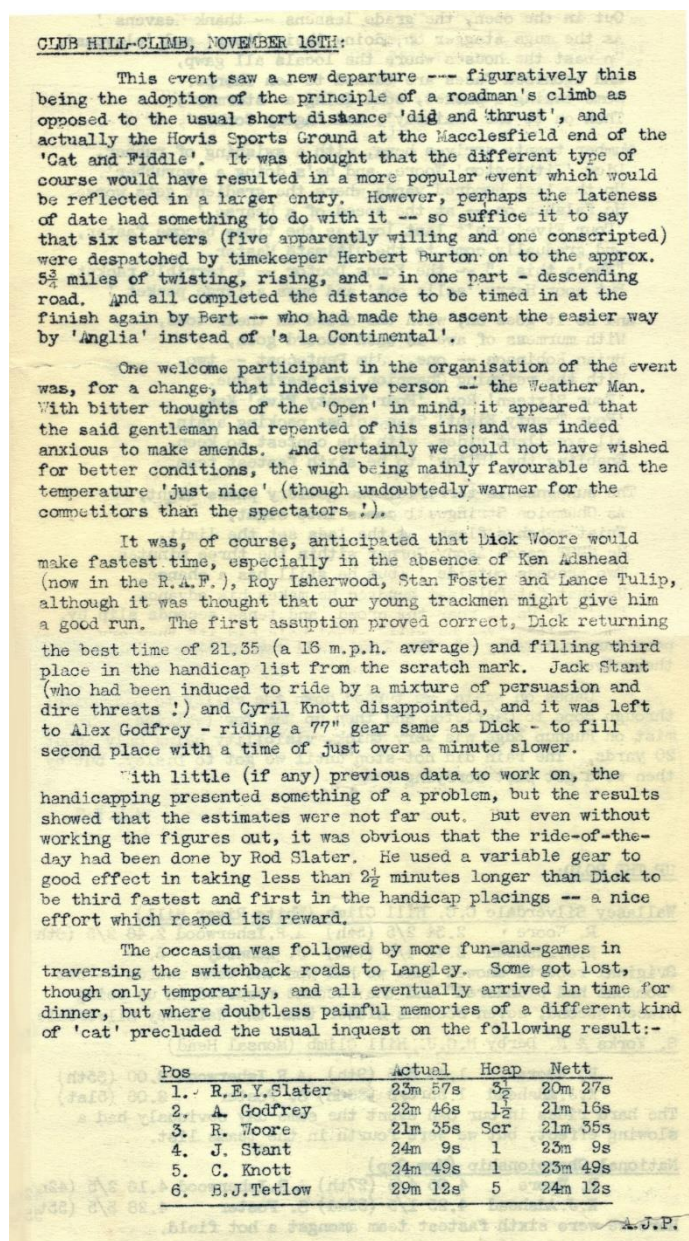 CLUB HILL-CLIMB, NOVEMBER 16TH:
This event saw a new departure --- figuratively this
being the adoption of the principle of a roadman's climb as
opposed to the usual short distance 'dig and thrust', and
actually the Hovis Sports Ground at the Macclesfield end of the
'Cat and Fiddle'. It was thought that the different type of
course would have resulted in a more popular event which would
be reflected in a larger entry. However, perhaps the lateness
of date had something to do with it -- so suffice it to say
that six starters (five apparently willing and one conscripted)
were despatched by timekeeper Herbert Burton on to the approx.
5¾ miles of twisting, rising, and - in one part - descending
road. And all completed the distance to be timed in at the
finish again by Bert -- who had made the ascent the easier way
by 'Anglia' instead of 'a la Contimental'.
One welcome participant in the organisation of the event
was, for a change, that indecisive person -- the Weather Man.
With bitter thoughts of the 'Open' in mind, it appeared that
the said gentleman had repented of his sins and was indeed
anxious to make amends. And certainly we could not have wished
for better conditions, the wind being mainly favourable and the
temperature 'just nice' (though undoubtedly warmer for the
competitors than the spectators !).
It was, of course, anticipated that Dick Woore would
make fastest time, especially in the absence of Ken Adshead
(now in the R.A.F.), Roy Isherwood, Stan Foster and Lance Tulip,
although it was thought that our young trackmen might give him
a good run. The first assuption proved correct, Dick returning
the best time of 21.35 (a 16 m.p.h. average) and filling third
place in the handicap list from the scratch mark. Jack Stant
(who had been induced to ride by a mixture of persuasion and
dire threats !) and Cyril Knott disappointed, and it was left
to Alex Godfrey - riding a 77" gear same as Dick - to fill
second place with a time of just over a minute slower.
With little (if any) previous data to work on, the
handicapping presented something of a problem, but the results
showed that the estimates were not far out. But even without
working the figures out, it was obvious that the ride-of-the-
day had been done by Rod Slater. He used a variable gear to
good effect in taking less than 2½ minutes longer than Dick to
be third fastest and first in the handicap placings -- a nice
effort which reaped its reward.
The occasion was followed by more fun-and-games in
traversing the switchback roads to Langley. Some got lost,
though only temporarily, and all eventually arrived in time for
dinner, but where doubtless painful memories of a different kind
of 'cat' precluded the usual inquest on the following result:-
Pos Actual Hcap Nett
1. R.E.Y.Slater 23m 57s 3½ 20m 27s
2. A. Godfrey 22m 46s 1½ 21m 16s
3. R. Woore 21m 35s Scr 21m 35s
4. J. Stant 24m 9s 1 23m 9s
5. C. Knott 24m 49s 1 23m 49s
6. B.J.Tetlow 29m 12s 5 24m 12s
A.J.P.